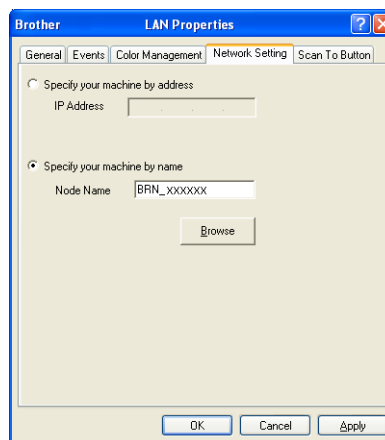 Brother LAN Properties
General Events Color Management Network Setting Scan To Button
Specify your machine by address
IP Address . . .
Specify your machine by name
Node Name BRN_xxxxxx
Browse
OK Cancel Apply